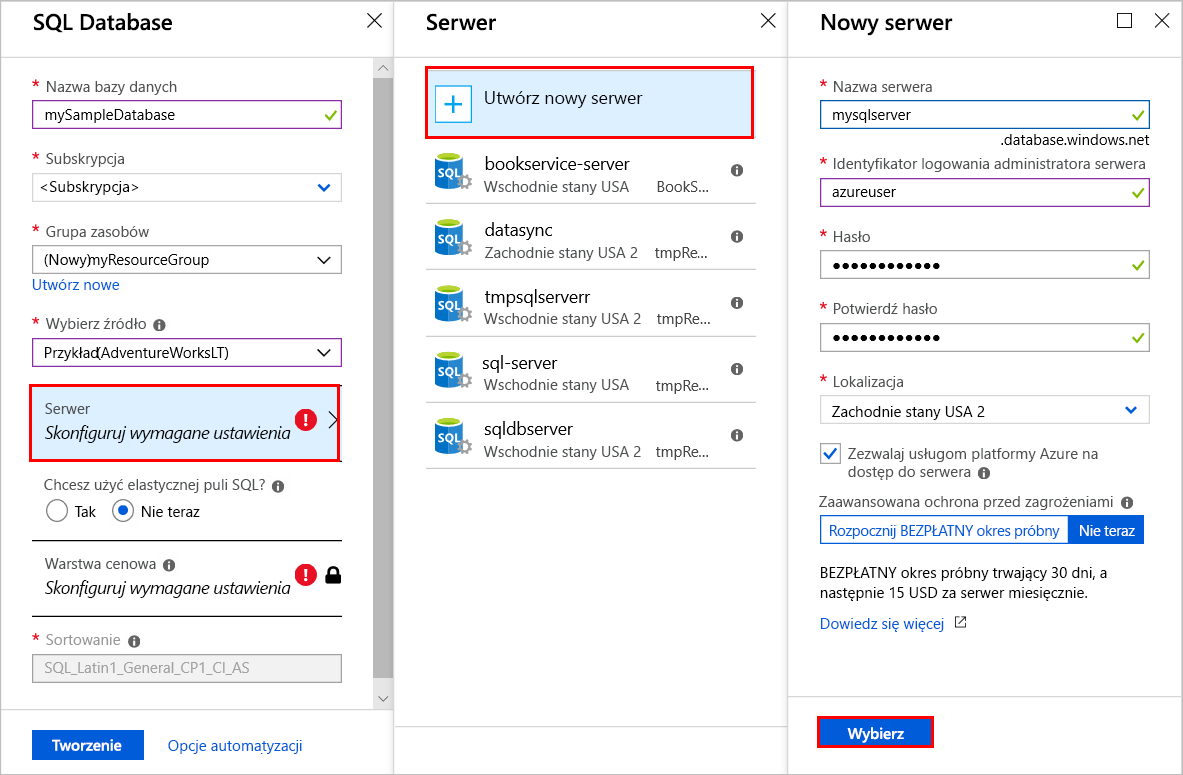 SQL Database
* Nazwa bazy danych
mySampleDatabase
* Subskrypcja
<Subskrypcja>
* Grupa zasobów
(Nowy)myResourceGroup
Utwórz nowe
* Wybierz źródło
Przykład(AdventureWorksLT)
Serwer
Skonfiguruj wymagane ustawienia
Chcesz użyć elastycznej puli SQL?
Tak Nie teraz
Warstwa cenowa
Skonfiguruj wymagane ustawienia
* Sortowanie
SQL_Latin1_General_CP1_CI_AS
Tworzenie Opcje automatyzacji
Serwer
Utwórz nowy serwer
bookservice-server
Wschodnie stany USA BookS...
datasync
Zachodnie stany USA 2 tmpRe...
tmpsqlserverr
Wschodnie stany USA 2 tmpRe...
sql-server
Wschodnie stany USA tmpRe...
sqldbserver
Wschodnie stany USA 2 tmpRe...
Nowy serwer
* Nazwa serwera
mysqlserver
.database.windows.net
* Identyfikator logowania administratora serwera
azureuser
* Hasło
●●●●●●●●●●●●
* Potwierdź hasło
●●●●●●●●●●●●
* Lokalizacja
Zachodnie stany USA 2
Zezwalaj usługom platformy Azure na
dostęp do serwera
Zaawansowana ochrona przed zagrożeniami
Rozpocznij BEZPŁATNY okres próbny Nie teraz
BEZPŁATNY okres próbny trwający 30 dni, a
następnie 15 USD za serwer miesięcznie.
Dowiedz się więcej
Wybierz